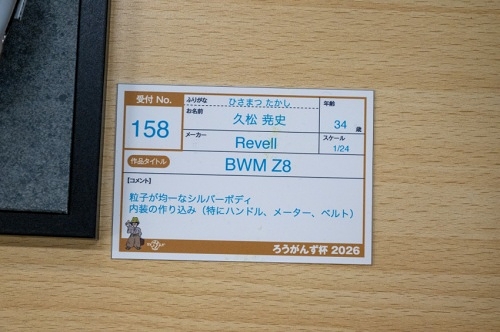 受付 No.
158
ふりがな ひさまつ たかし
お名前 久松 尭史
年齢 34 歳
メーカー Revell
スケール 1/24
作品タイトル BWM Z8
【コメント】
粒子が均一なシルバーボディ
内装の作り込み（特にハンドル、メーター、ベルト）
ろうがんず杯 2026